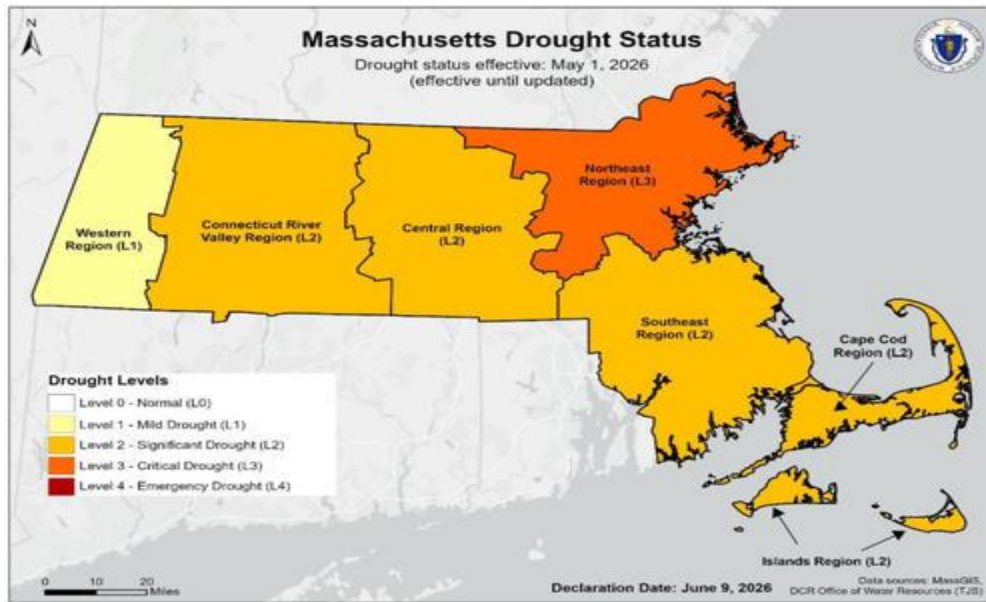 N
Massachusetts Drought Status
Drought status effective: May 1, 2026
(effective until updated)
Northeast
Region (L3)
Western
Region (L1)
Connecticut River
Valley Region (L2)
Central Region
(L2)
Southeast
Region (L2)
Cape Cod
Region (L2)
Drought Levels
Level 0 - Normal (L0)
Level 1 - Mild Drought (L1)
Level 2 - Significant Drought (L2)
Level 3 - Critical Drought (L3)
Level 4 - Emergency Drought (L4)
Islands Region (L2)
0 10 20
Miles
Declaration Date: June 9, 2026
Data sources: MassGIS,
DCR Office of Water Resources (TJS)